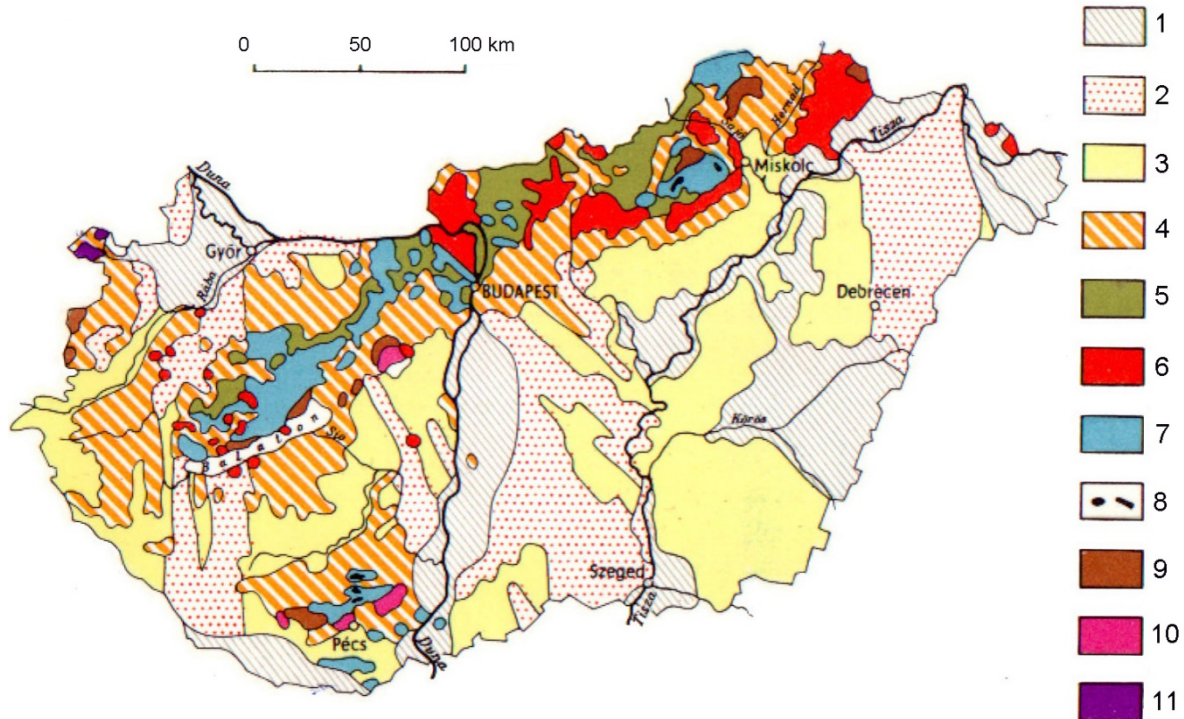 0 50 100 km
Duna
Győr
Rába
Balaton
Sió
BUDAPEST
Sajó
Hernád
Miskolc
Tisza
Debrecen
Körös
Szeged
Tisza
Pécs
Duna
1
2
3
4
5
6
7
8
9
10
11